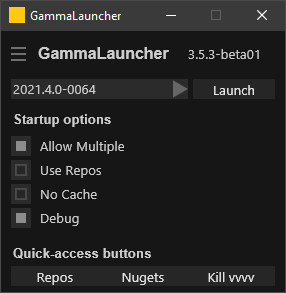 GammaLauncher
GammaLauncher 3.5.3-beta01
2021.4.0-0064 Launch
Startup options
Allow Multiple
Use Repos
No Cache
Debug
Quick-access buttons
Repos Nugets Kill vvvv